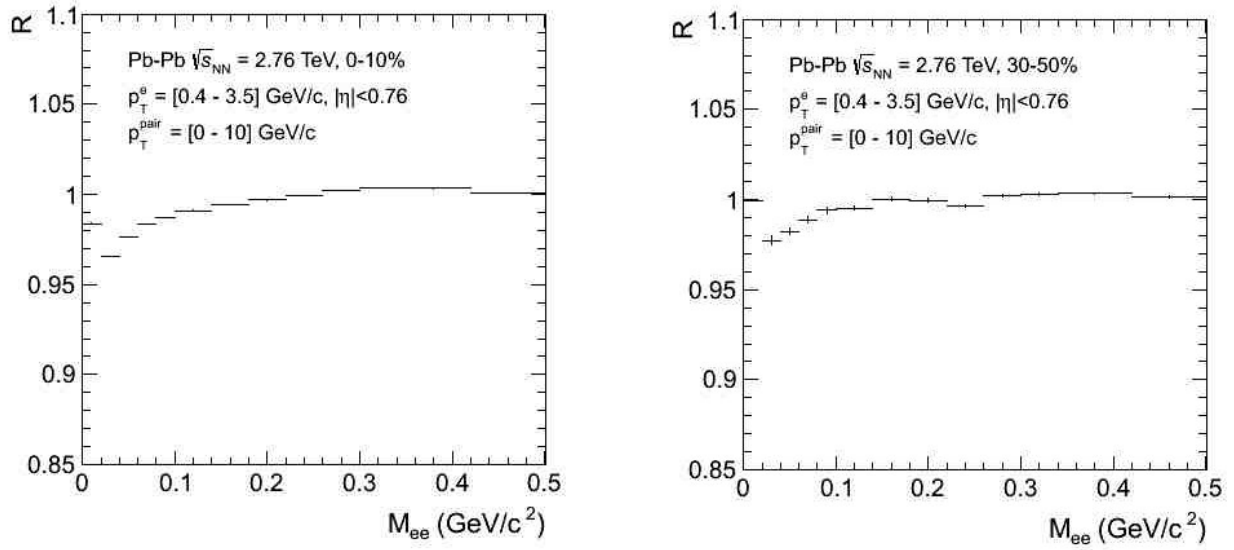 R
1.1
1.05
1
0.95
0.9
0.85
Pb-Pb √s_NN = 2.76 TeV, 0-10%
p_T^e = [0.4 - 3.5] GeV/c, |η|<0.76
p_T^pair = [0 - 10] GeV/c
0 0.1 0.2 0.3 0.4 0.5
M_ee (GeV/c²)
R
1.1
1.05
1
0.95
0.9
0.85
Pb-Pb √s_NN = 2.76 TeV, 30-50%
p_T^e = [0.4 - 3.5] GeV/c, |η|<0.76
p_T^pair = [0 - 10] GeV/c
0 0.1 0.2 0.3 0.4 0.5
M_ee (GeV/c²)